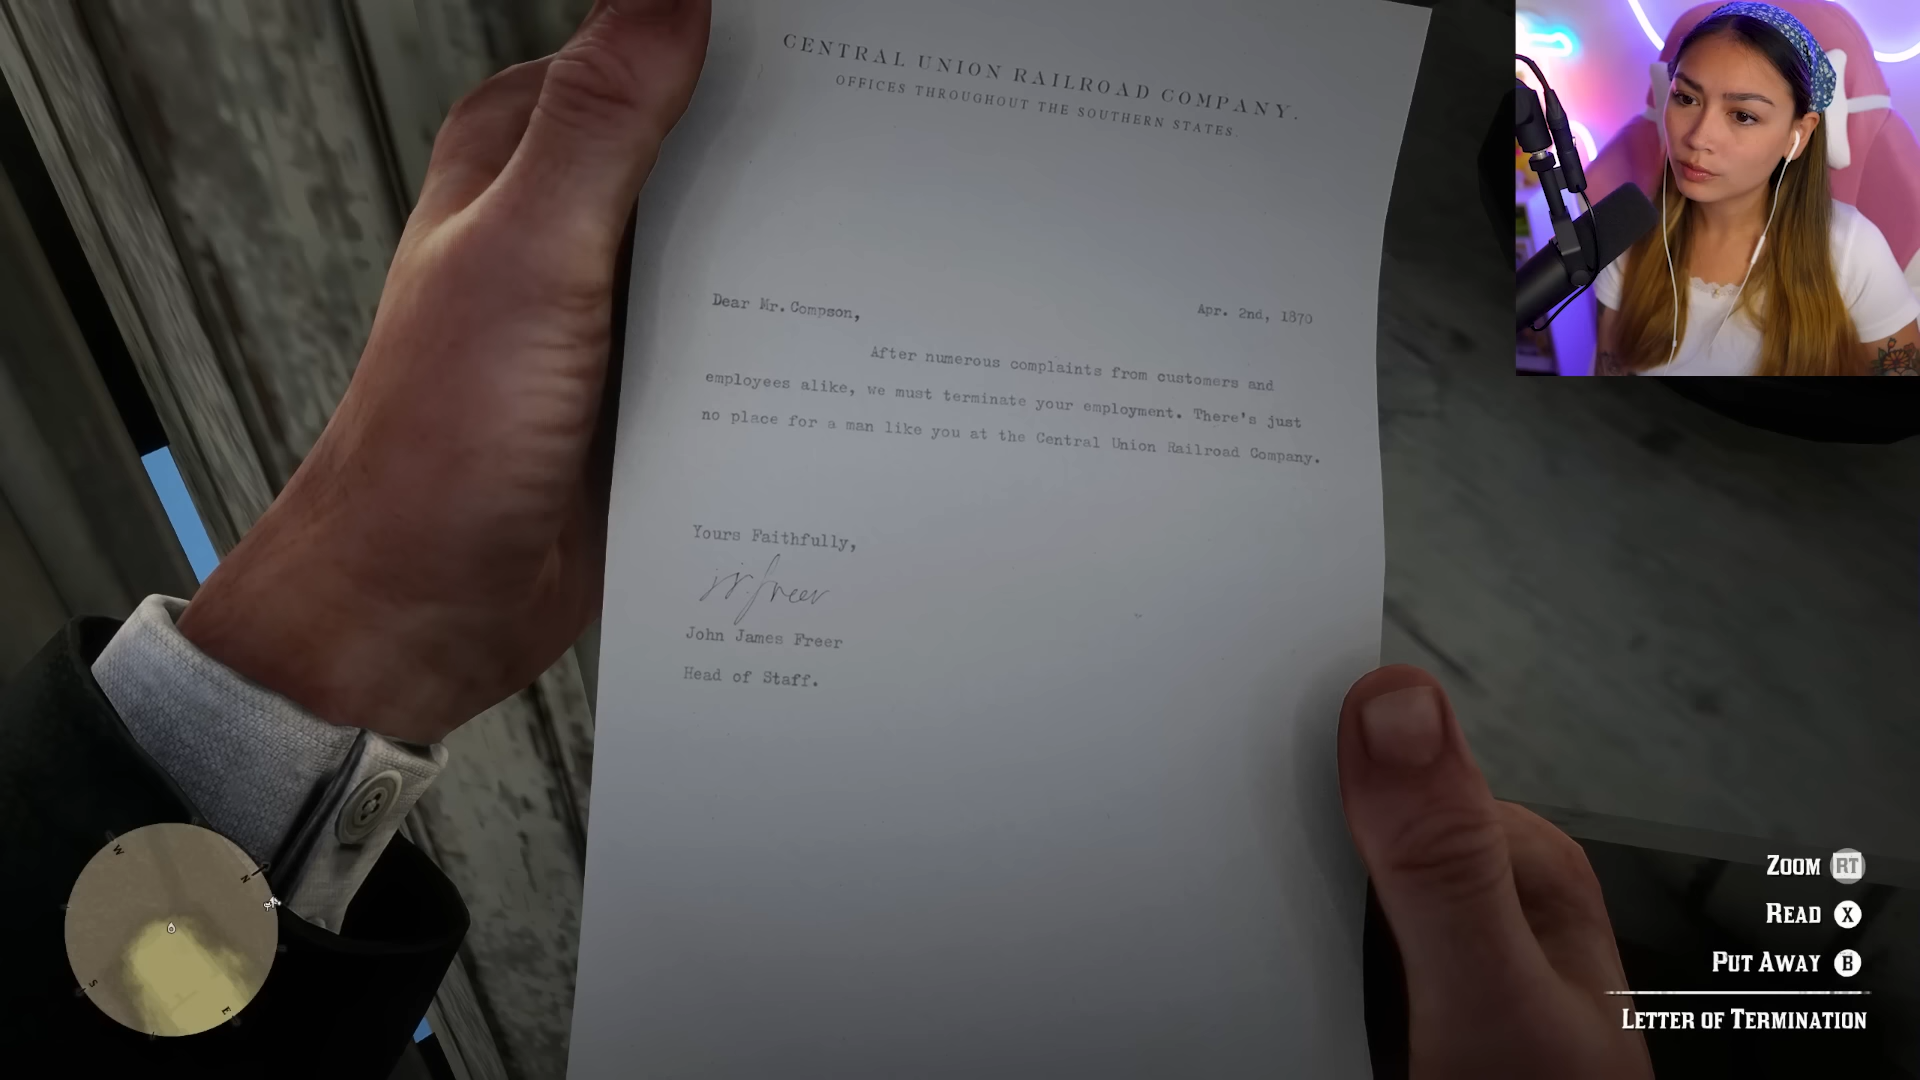 CENTRAL UNION RAILROAD COMPANY.
OFFICES THROUGHOUT THE SOUTHERN STATES.
Apr. 2nd, 1870
Dear Mr. Compson,
After numerous complaints from customers and
employees alike, we must terminate your employment. There's just
no place for a man like you at the Central Union Railroad Company.
Yours Faithfully,
J.J. Freer
John James Freer
Head of Staff.
W
N
S
E
ZOOM RT
READ X
PUT AWAY B
LETTER OF TERMINATION